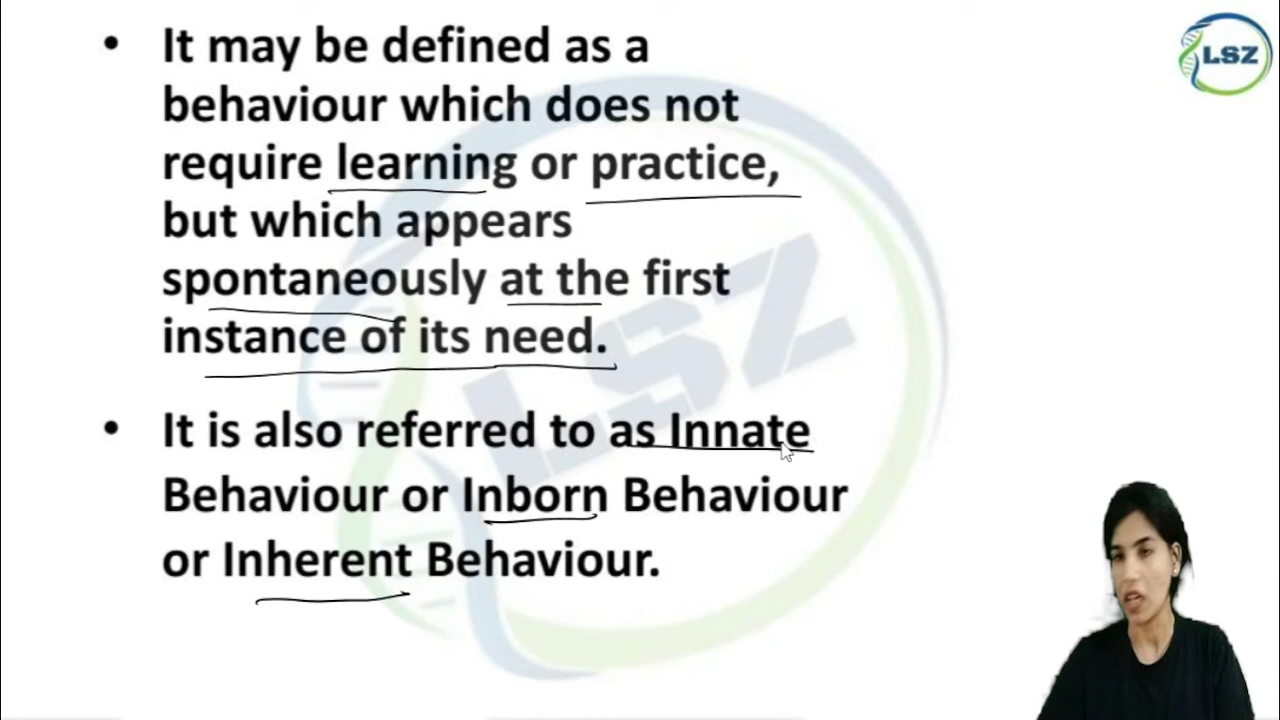 LSZ
• It may be defined as a
behaviour which does not
require learning or practice,
but which appears
spontaneously at the first
instance of its need.
• It is also referred to as Innate
Behaviour or Inborn Behaviour
or Inherent Behaviour.
LSZ